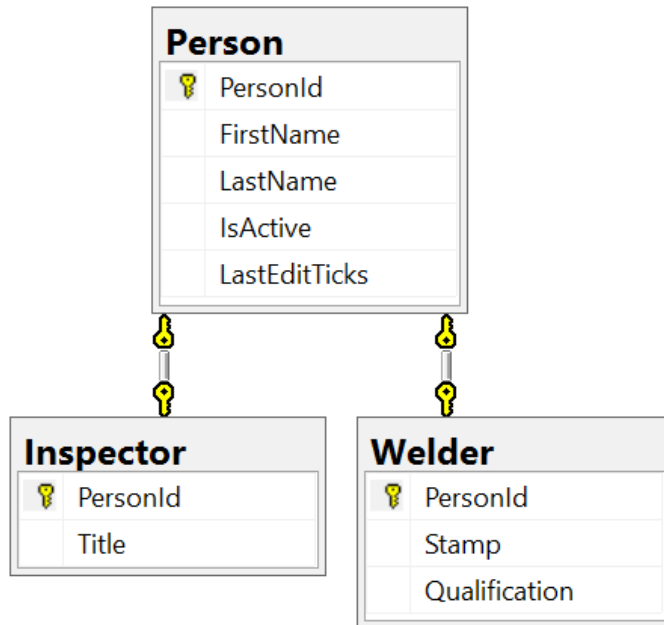 Person
PersonId
FirstName
LastName
IsActive
LastEditTicks
Inspector
PersonId
Title
Welder
PersonId
Stamp
Qualification